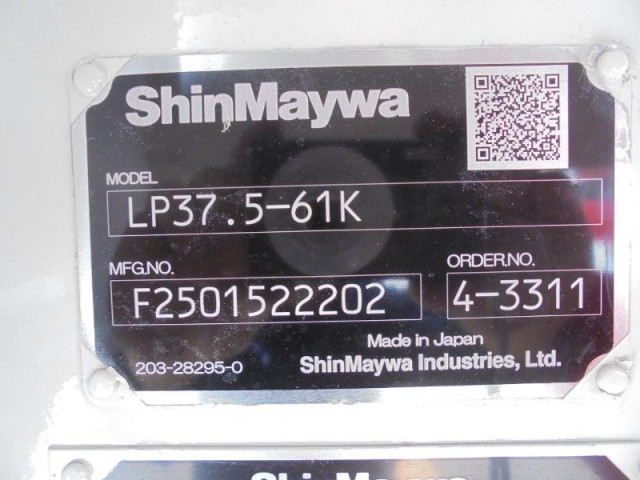 ShinMaywa
MODEL
LP37.5-61K
MFG.NO.
ORDER.NO.
F2501522202
4-3311
Made in Japan
203-28295-0
ShinMaywa Industries, Ltd.
ShinMaywa